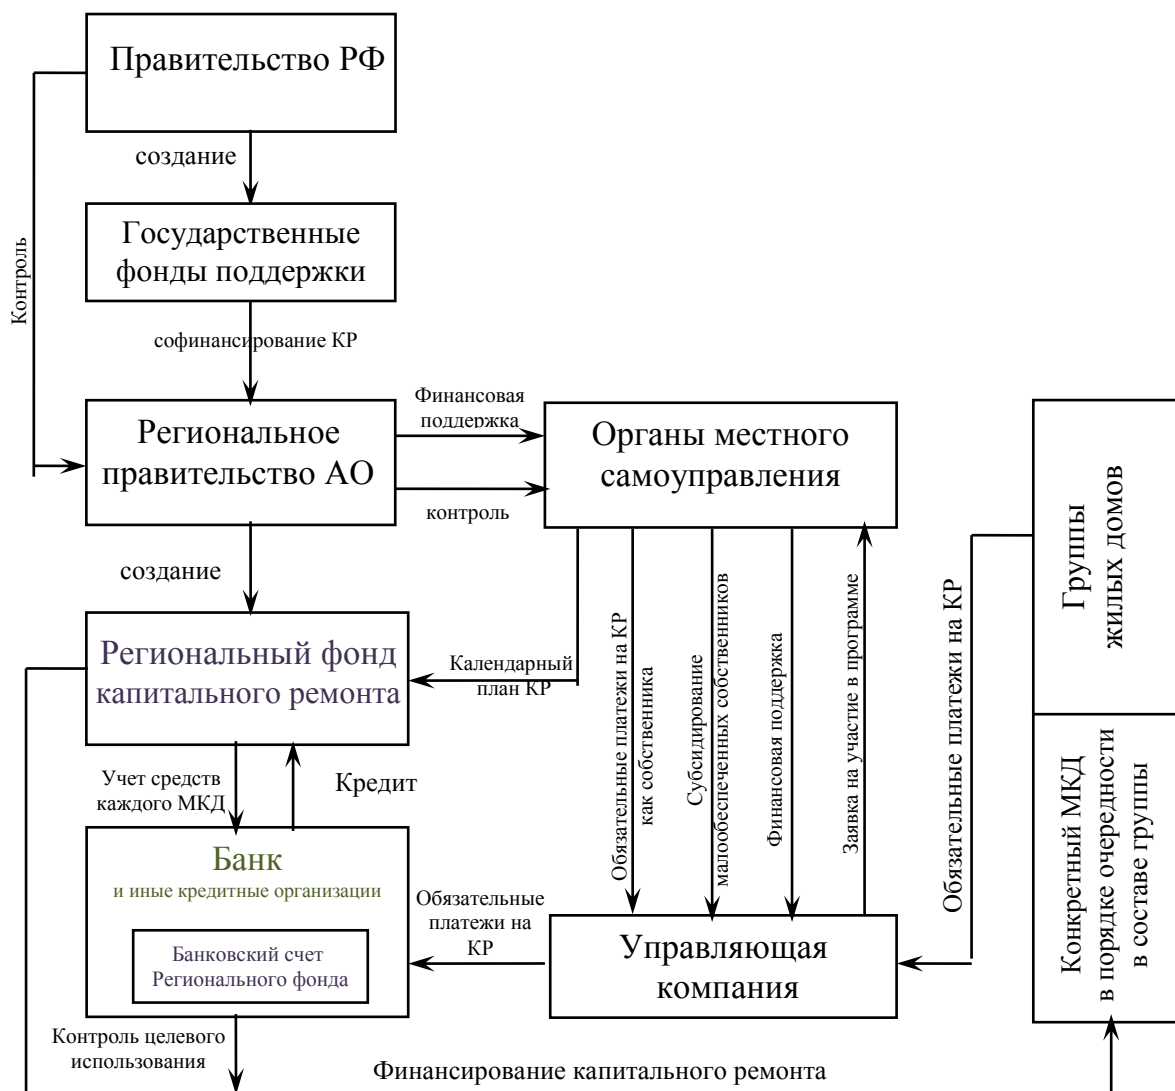 Правительство РФ
создание
Контроль
Государственные
фонды поддержки
софинансирование КР
Региональное
правительство АО
Финансовая
поддержка
контроль
Органы местного
самоуправления
создание
Региональный фонд
капитального ремонта
Календарный
план КР
Обязательные платежи на КР
как собственника
Субсидирование
малообеспеченных собственников
Финансовая поддержка
Заявка на участие в программе
Обязательные платежи на КР
Группы
жилых домов
Конкретный МКД
в порядке очередности
в составе группы
Учет средств
каждого МКД
Кредит
Банк
и иные кредитные организации
Банковский счет
Регионального фонда
Обязательные
платежи на
КР
Управляющая
компания
Контроль целевого
использования
Финансирование капитального ремонта